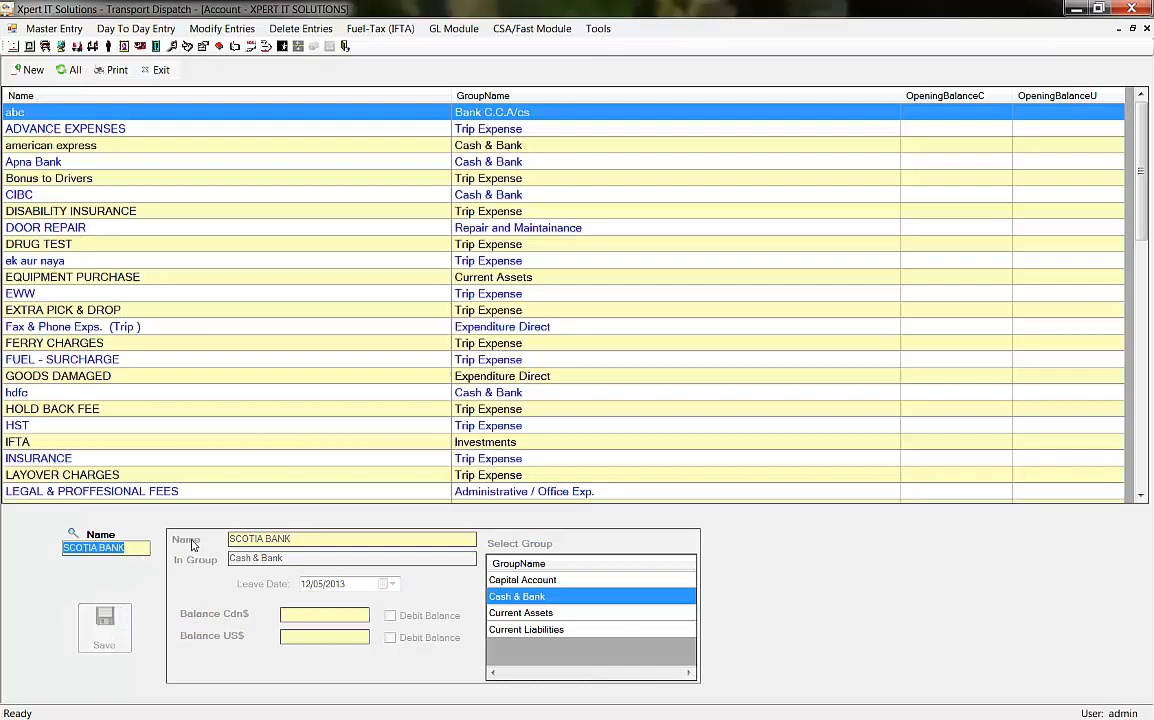 Xpert IT Solutions - Transport Dispatch - [Account - XPERT IT SOLUTIONS]
Master Entry Day To Day Entry Modify Entries Delete Entries Fuel-Tax (IFTA) GL Module CSA/Fast Module Tools
New All Print Exit
Name GroupName OpeningBalanceC OpeningBalanceU
abc Bank C.C.A/cs
ADVANCE EXPENSES Trip Expense
american express Cash & Bank
Apna Bank Cash & Bank
Bonus to Drivers Trip Expense
CIBC Cash & Bank
DISABILITY INSURANCE Trip Expense
DOOR REPAIR Repair and Maintainance
DRUG TEST Trip Expense
ek aur naya Trip Expense
EQUIPMENT PURCHASE Current Assets
EWW Trip Expense
EXTRA PICK & DROP Trip Expense
Fax & Phone Exps. (Trip ) Expenditure Direct
FERRY CHARGES Trip Expense
FUEL - SURCHARGE Trip Expense
GOODS DAMAGED Expenditure Direct
hdfc Cash & Bank
HOLD BACK FEE Trip Expense
HST Trip Expense
IFTA Investments
INSURANCE Trip Expense
LAYOVER CHARGES Trip Expense
LEGAL & PROFFESIONAL FEES Administrative / Office Exp.
Name
SCOTIA BANK
Save
Name SCOTIA BANK
In Group Cash & Bank
Leave Date: 12/05/2013
Balance Cdn$ Debit Balance
Balance US$ Debit Balance
Select Group
GroupName
Capital Account
Cash & Bank
Current Assets
Current Liabilities
Ready User: admin